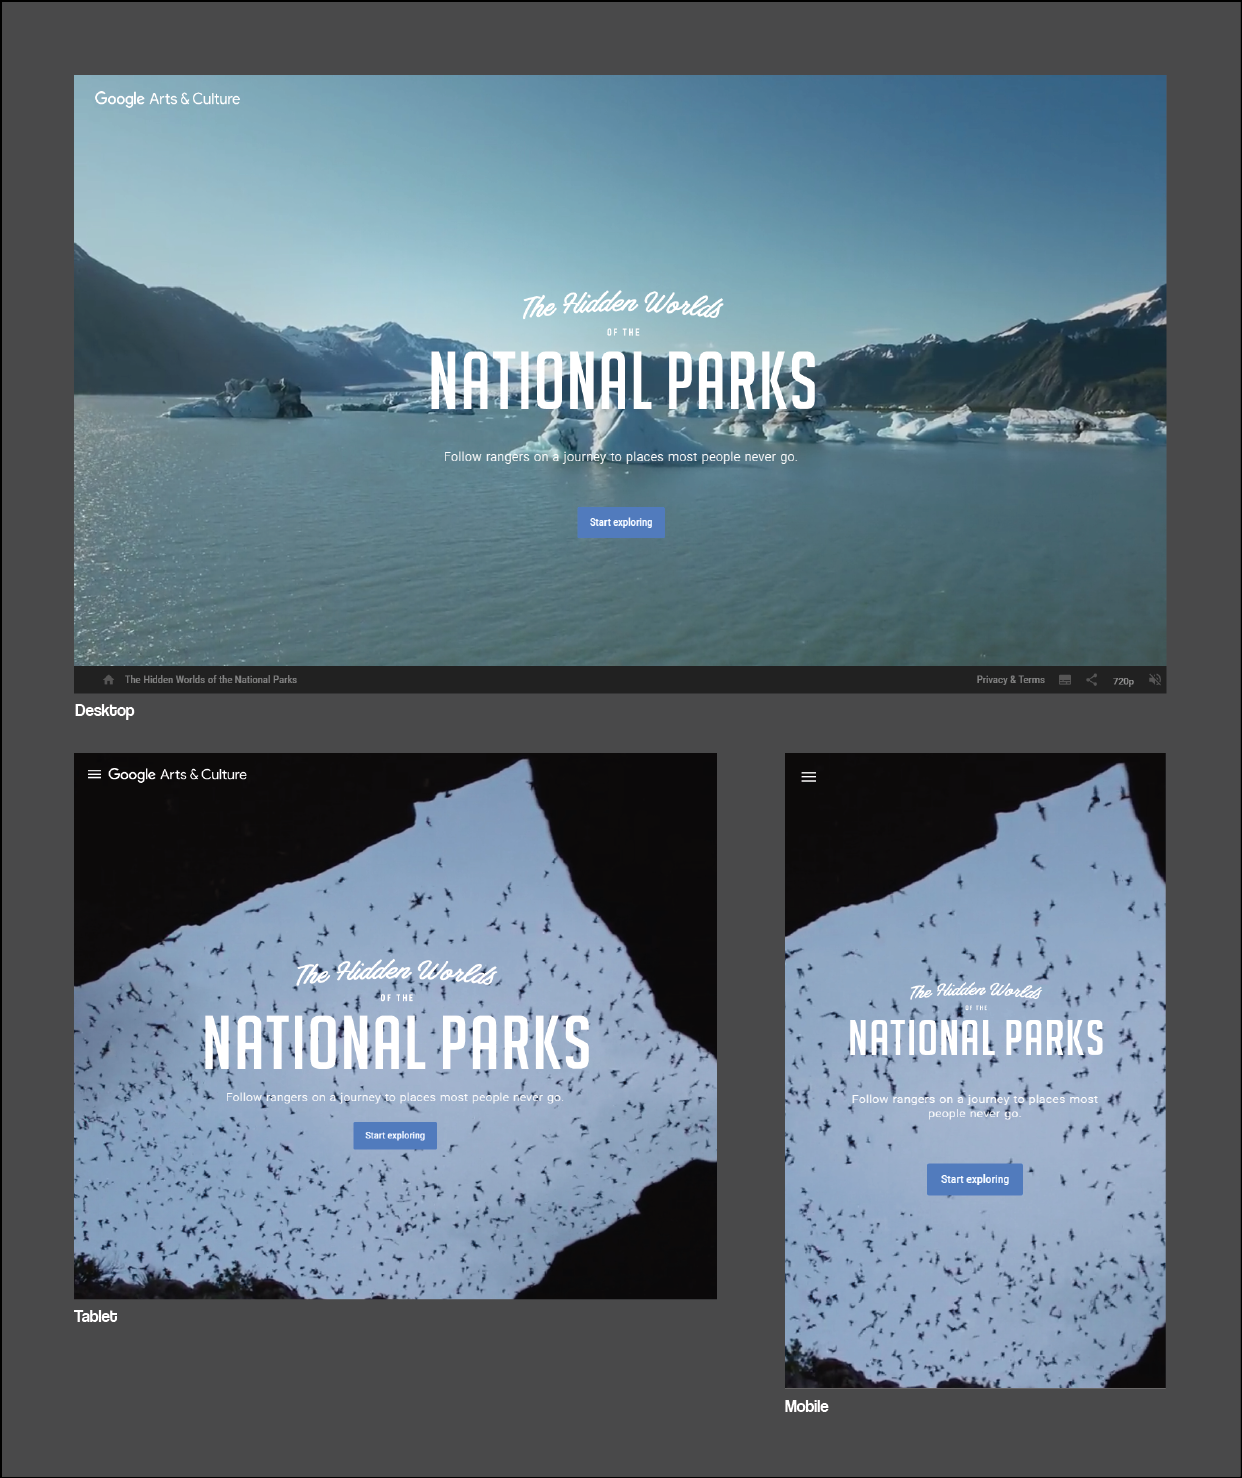 Google Arts & Culture
The Hidden Worlds
OF THE
NATIONAL PARKS
Follow rangers on a journey to places most people never go.
Start exploring
The Hidden Worlds of the National Parks
Privacy & Terms
720p
Desktop
Google Arts & Culture
The Hidden Worlds
OF THE
NATIONAL PARKS
Follow rangers on a journey to places most people never go.
Start exploring
Tablet
The Hidden Worlds
OF THE
NATIONAL PARKS
Follow rangers on a journey to places most
people never go.
Start exploring
Mobile